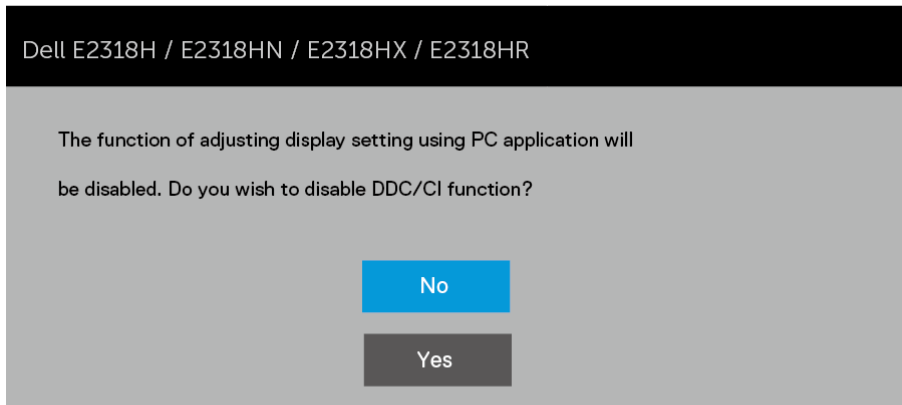 Dell E2318H / E2318HN / E2318HX / E2318HR
The function of adjusting display setting using PC application will
be disabled. Do you wish to disable DDC/CI function?
No
Yes